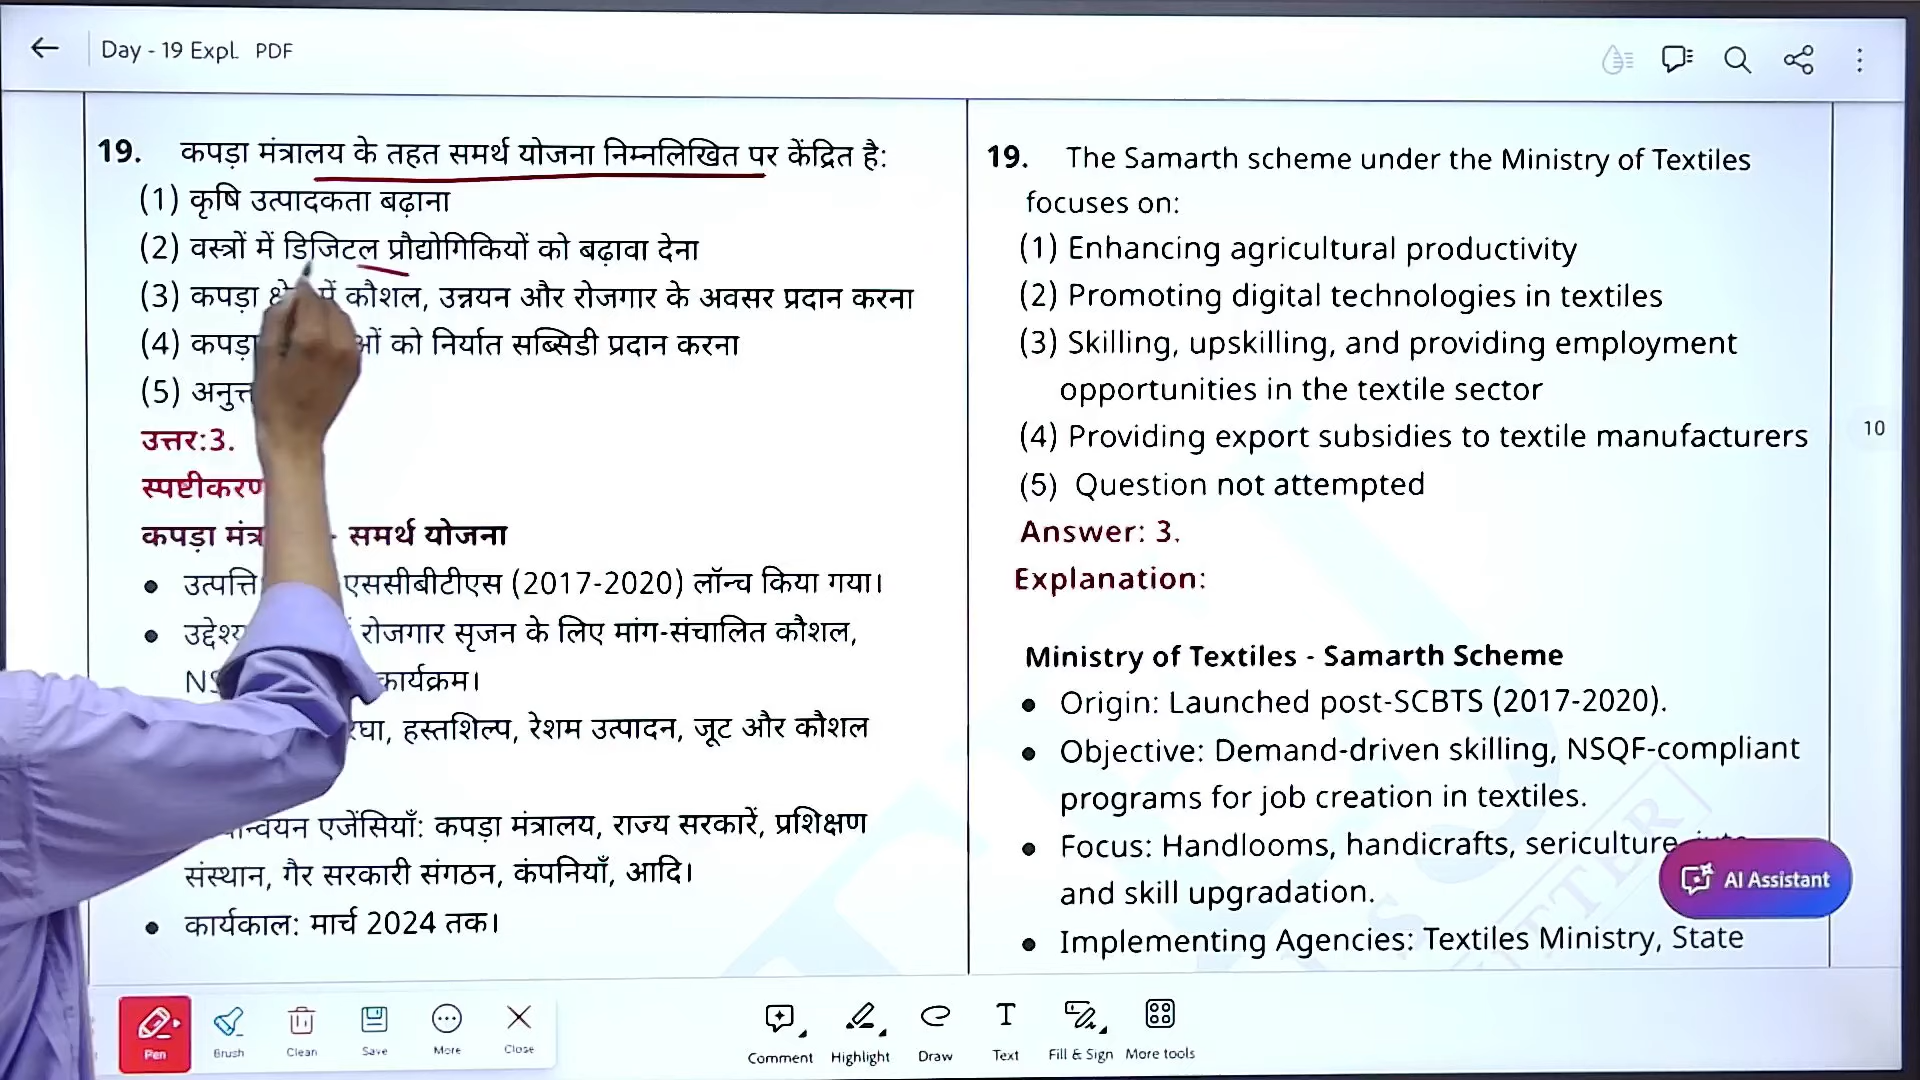 Day - 19 Expl. PDF
19. कपड़ा मंत्रालय के तहत समर्थ योजना निम्नलिखित पर केंद्रित है:
(1) कृषि उत्पादकता बढ़ाना
(2) वस्त्रों में डिजिटल प्रौद्योगिकियों को बढ़ावा देना
(3) कपड़ा में कौशल, उन्नयन और रोजगार के अवसर प्रदान करना
(4) कपड़ा को निर्यात सब्सिडी प्रदान करना
(5)
उत्तर:3.
स्पष्टीकरण
कपड़ा - समर्थ योजना
उत्पत्ति एससीबीटीएस (2017-2020) लॉन्च किया गया।
रोजगार सृजन के लिए मांग-संचालित कौशल,
कार्यक्रम।
हस्तशिल्प, रेशम उत्पादन, जूट और कौशल
एजेंसियाँ: कपड़ा मंत्रालय, राज्य सरकारें, प्रशिक्षण
संस्थान, गैर सरकारी संगठन, कंपनियाँ, आदि।
कार्यकाल: मार्च 2024 तक।
19. The Samarth scheme under the Ministry of Textiles
focuses on:
(1) Enhancing agricultural productivity
(2) Promoting digital technologies in textiles
(3) Skilling, upskilling, and providing employment
opportunities in the textile sector
(4) Providing export subsidies to textile manufacturers
(5) Question not attempted
Answer: 3.
Explanation:
Ministry of Textiles - Samarth Scheme
Origin: Launched post-SCBTS (2017-2020).
Objective: Demand-driven skilling, NSQF-compliant
programs for job creation in textiles.
Focus: Handlooms, handicrafts, sericulture,
and skill upgradation.
Implementing Agencies: Textiles Ministry, State
10
AI Assistant
Pen Brush Clean Save More Close
Comment Highlight Draw Text Fill & Sign More tools